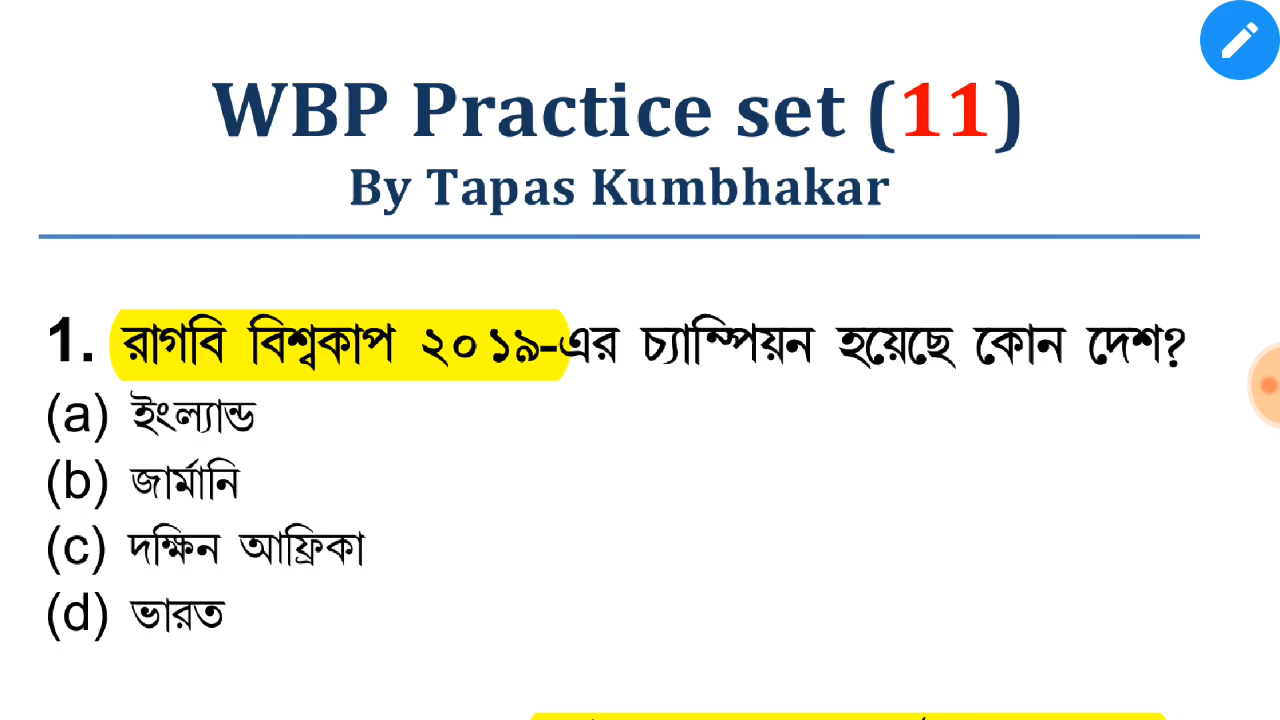 WBP Practice set (11)
By Tapas Kumbhakar
1. রাগবি বিশ্বকাপ ২০১৯-এর চ্যাম্পিয়ন হয়েছে কোন দেশ?
(a) ইংল্যান্ড
(b) জার্মানি
(c) দক্ষিন আফ্রিকা
(d) ভারত